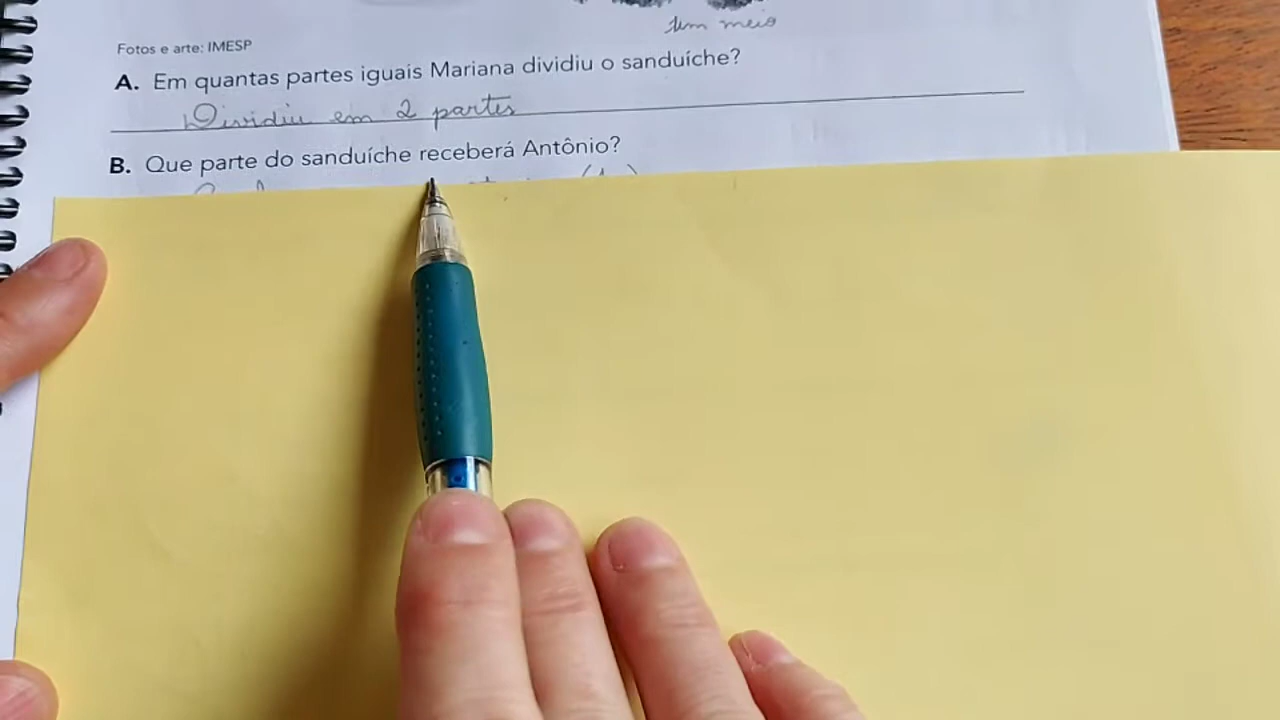 um meio
Fotos e arte: IMESP
A. Em quantas partes iguais Mariana dividiu o sanduíche?
Dividiu em 2 partes
B. Que parte do sanduíche receberá Antônio?